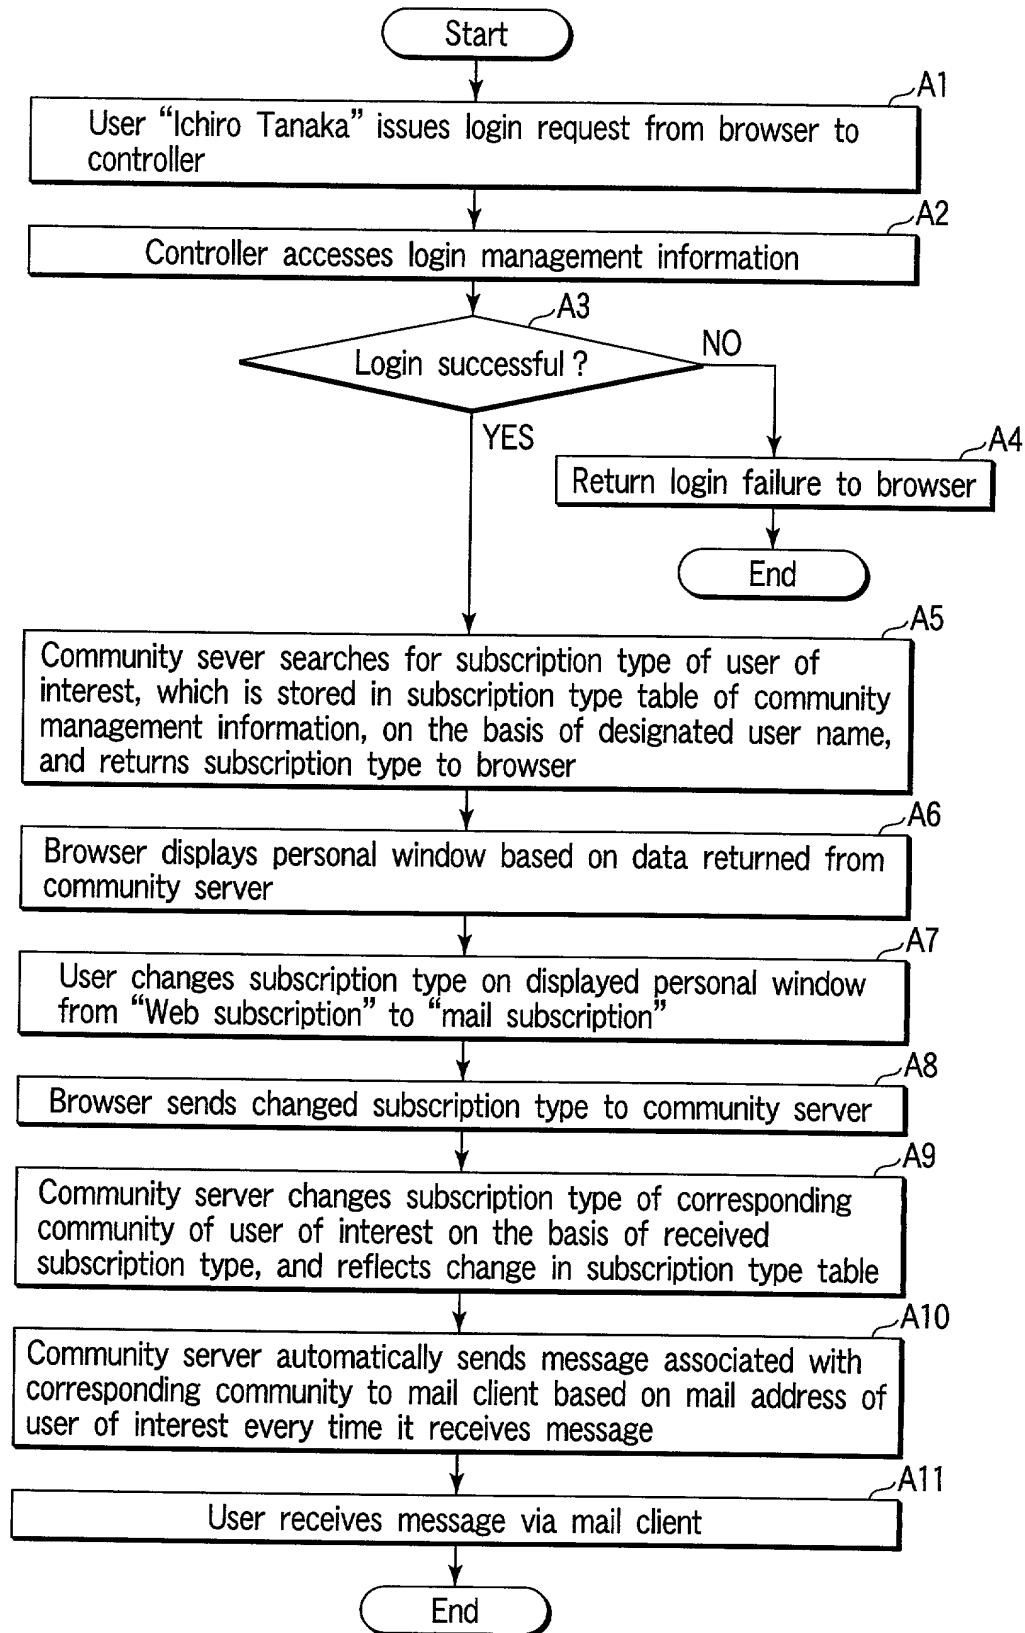 Start
A1
User “Ichiro Tanaka” issues login request from browser to
controller
A2
Controller accesses login management information
A3
Login successful ?
NO
YES
A4
Return login failure to browser
End
A5
Community sever searches for subscription type of user of
interest, which is stored in subscription type table of community
management information, on the basis of designated user name,
and returns subscription type to browser
A6
Browser displays personal window based on data returned from
community server
A7
User changes subscription type on displayed personal window
from “Web subscription” to “mail subscription”
A8
Browser sends changed subscription type to community server
A9
Community server changes subscription type of corresponding
community of user of interest on the basis of received
subscription type, and reflects change in subscription type table
A10
Community server automatically sends message associated with
corresponding community to mail client based on mail address of
user of interest every time it receives message
A11
User receives message via mail client
End